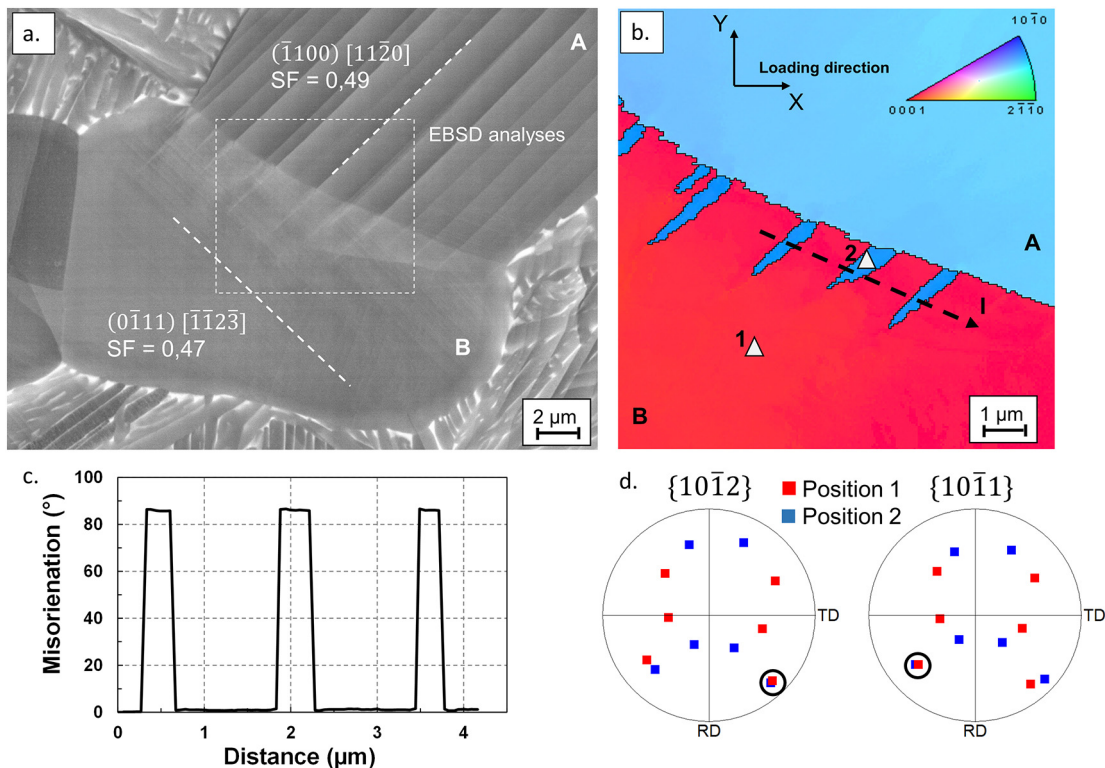 a.
A
(1̅100) [112̅0]
SF = 0,49
EBSD analyses
(01̅11) [1̅1̅23̅]
SF = 0,47
B
2 µm
b.
Y
Loading direction
X
101̅0
0001
21̅1̅0
A
2
l
1
B
1 µm
c.
Misorienation (°)
100
80
60
40
20
0
0
1
2
3
4
Distance (µm)
d.
{101̅2}
Position 1
Position 2
{101̅1}
TD
RD
TD
RD